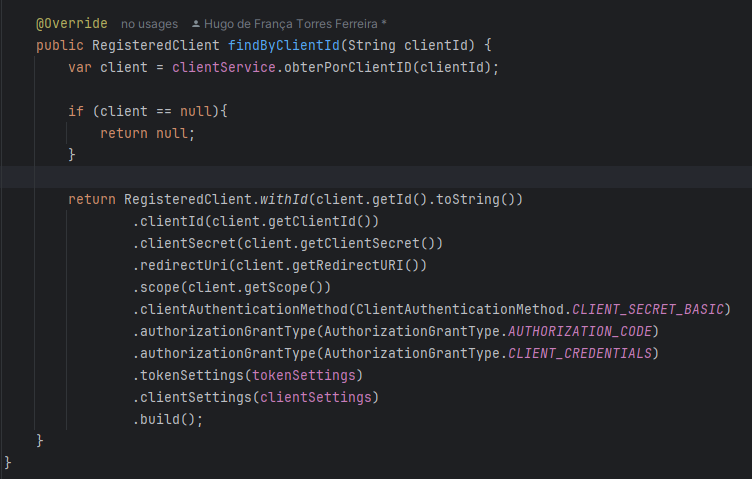 @Override no usages Hugo de França Torres Ferreira *
public RegisteredClient findByClientId(String clientId) {
var client = clientService.obterPorClientID(clientId);
if (client == null){
return null;
}
return RegisteredClient.withId(client.getId().toString())
.clientId(client.getClientId())
.clientSecret(client.getClientSecret())
.redirectUri(client.getRedirectURI())
.scope(client.getScope())
.clientAuthenticationMethod(ClientAuthenticationMethod.CLIENT_SECRET_BASIC)
.authorizationGrantType(AuthorizationGrantType.AUTHORIZATION_CODE)
.authorizationGrantType(AuthorizationGrantType.CLIENT_CREDENTIALS)
.tokenSettings(tokenSettings)
.clientSettings(clientSettings)
.build();
}
}